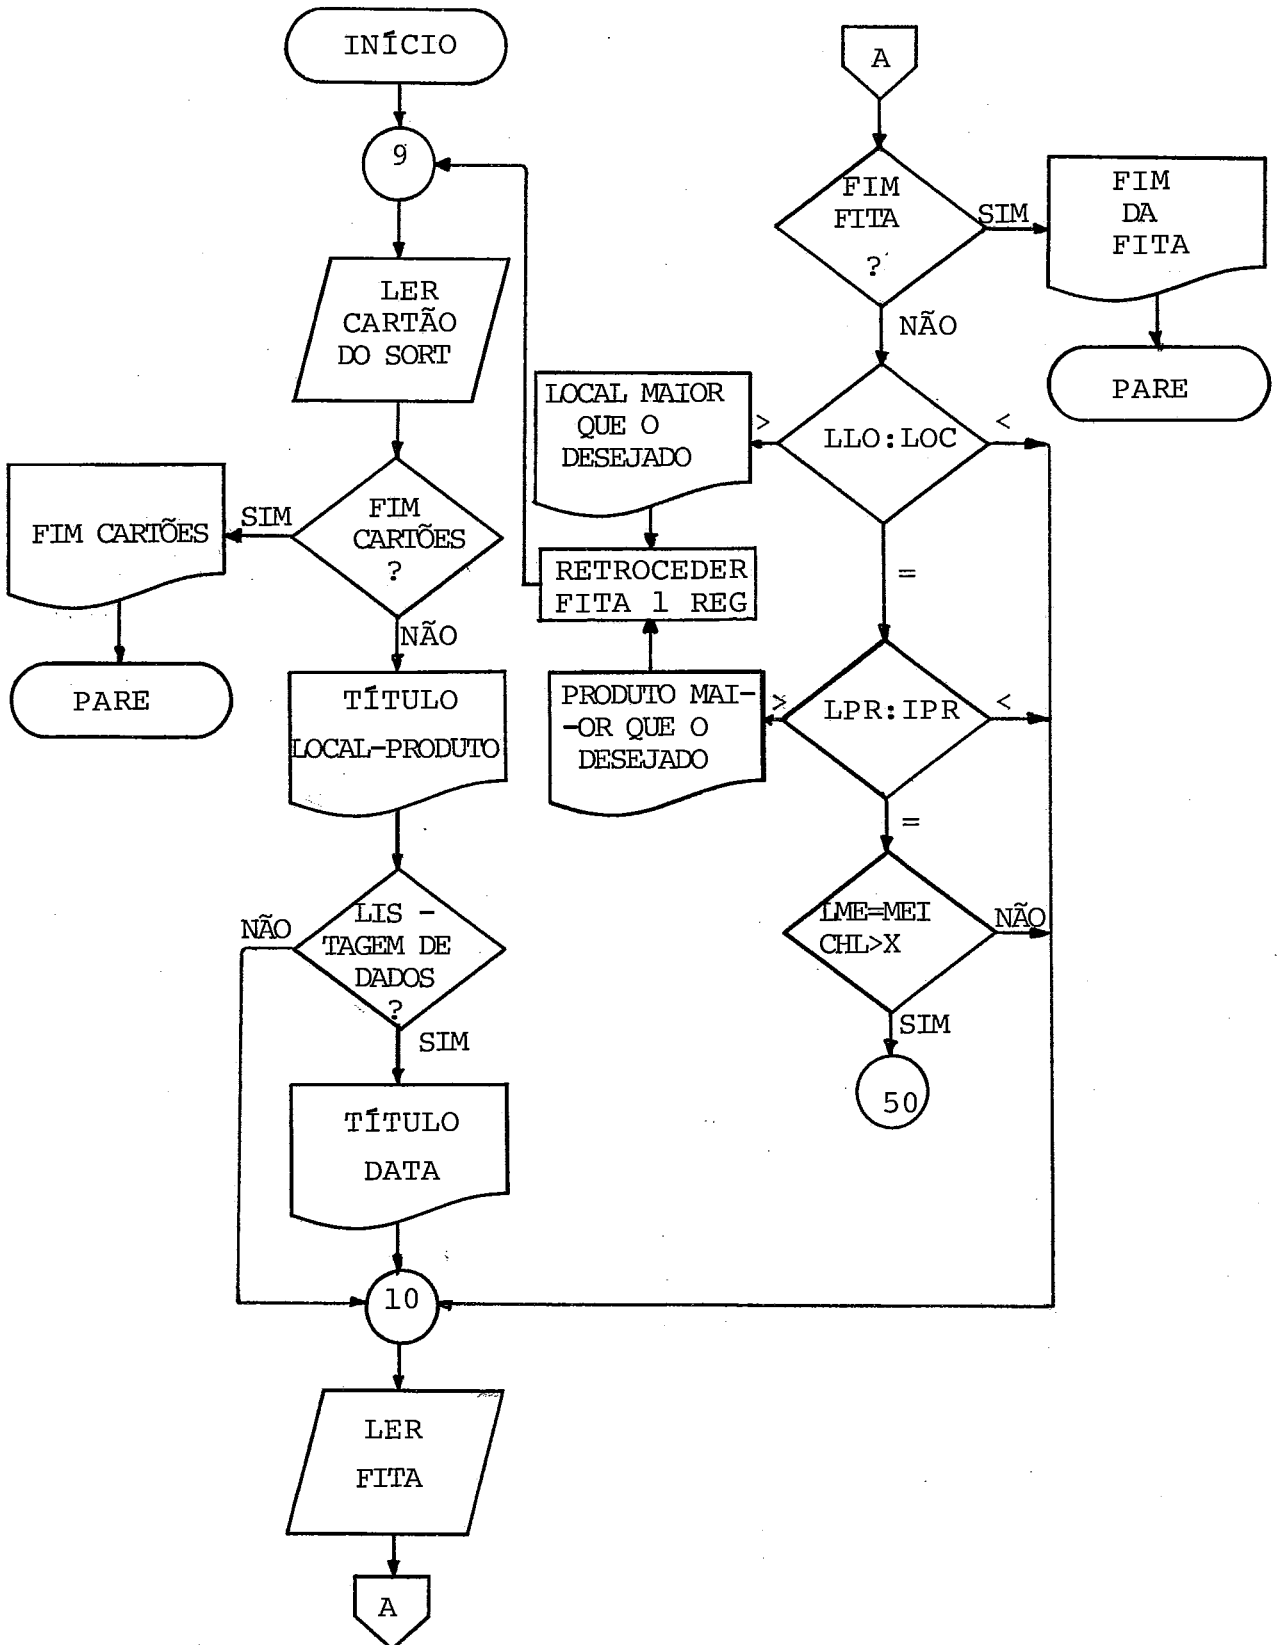 INÍCIO
9
LER
CARTÃO
DO SORT
FIM
CARTÕES
?
SIM
FIM CARTÕES
PARE
NÃO
TÍTULO
LOCAL-PRODUTO
LIS -
TAGEM DE
DADOS
?
NÃO
SIM
TÍTULO
DATA
10
LER
FITA
A
A
FIM
FITA
?
SIM
FIM
DA
FITA
PARE
NÃO
LLO:LOC
>
<
=
LOCAL MAIOR
QUE O
DESEJADO
RETROCEDER
FITA 1 REG
LPR:IPR
>
<
=
PRODUTO MAI-
-OR QUE O
DESEJADO
LME=MEI
CHL>X
NÃO
SIM
50